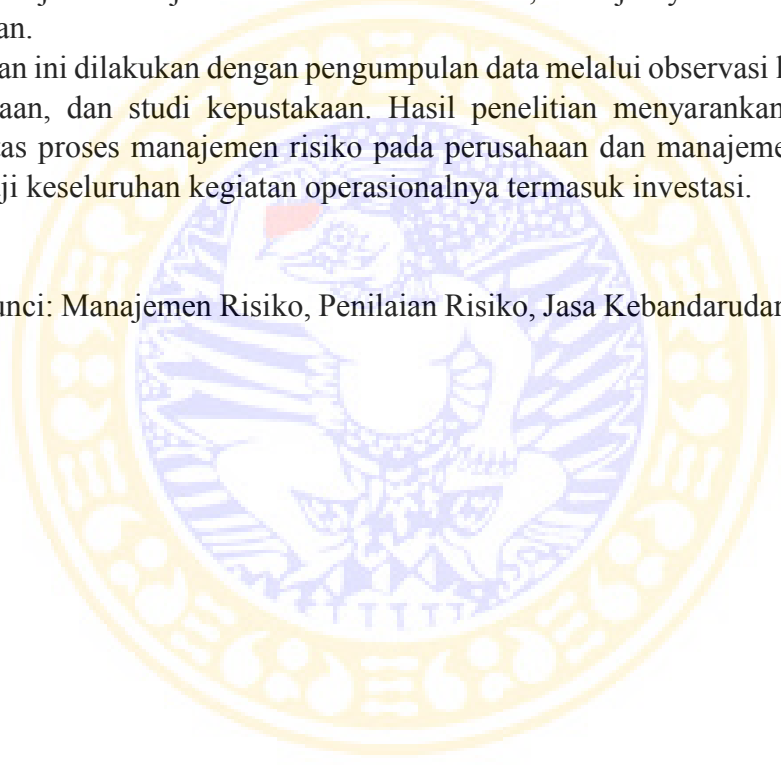 an.
an ini dilakukan dengan pengumpulan data melalui observasi
aan, dan studi kepustakaan. Hasil penelitian menyarankan
tas proses manajemen risiko pada perusahaan dan manajeme
ji keseluruhan kegiatan operasionalnya termasuk investasi.
unci: Manajemen Risiko, Penilaian Risiko, Jasa Kebandarudar